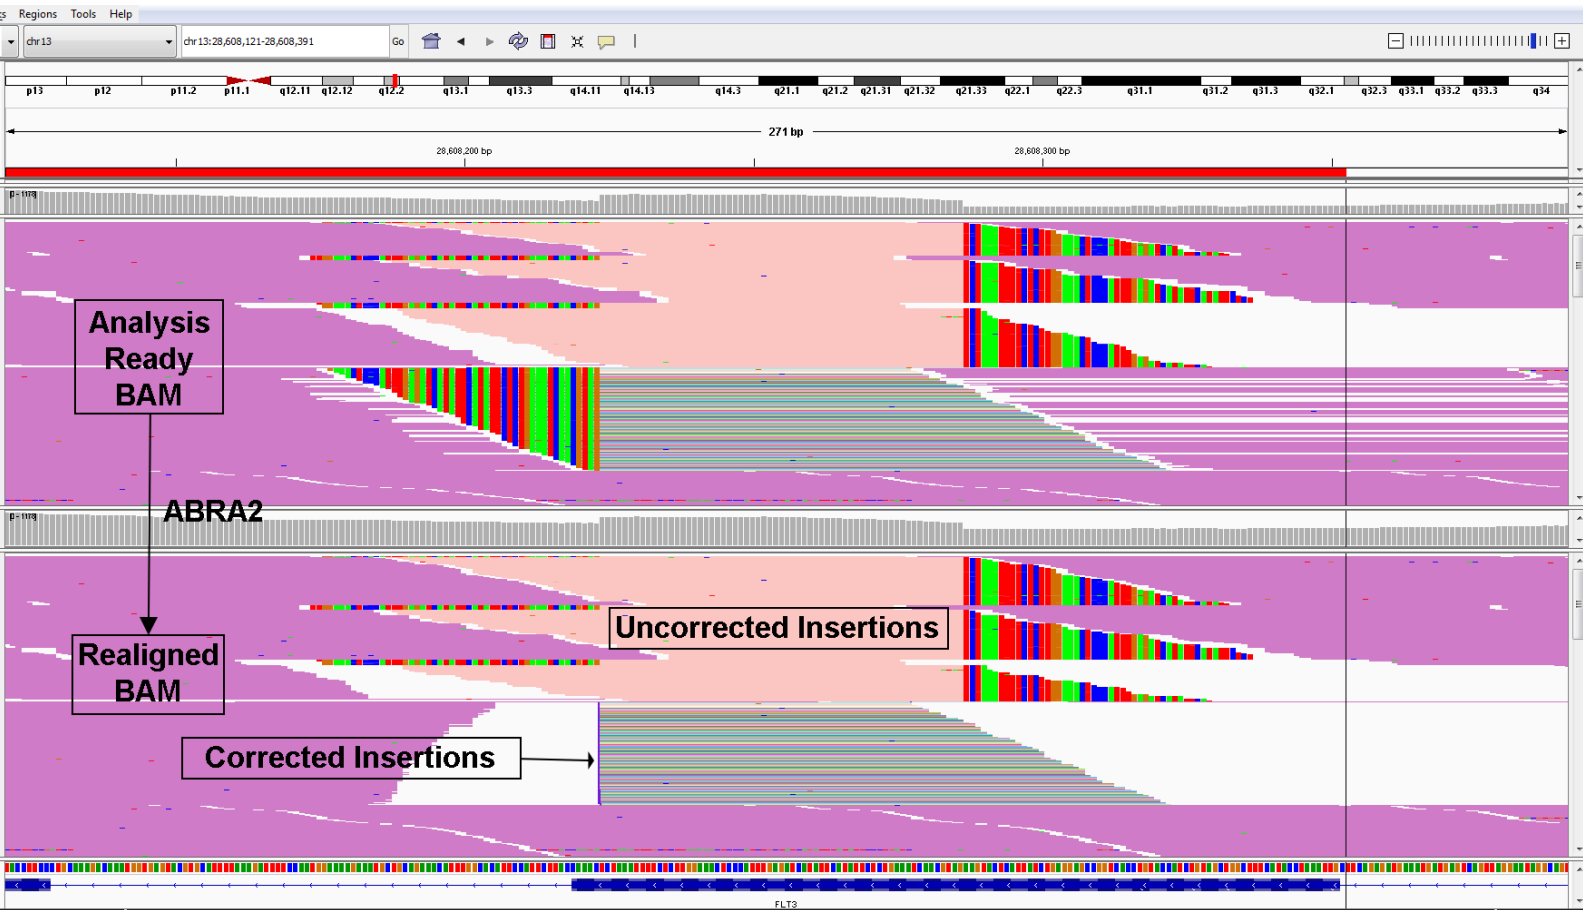 Regions Tools Help
chr13 chr13:28,608,121-28,608,391 Go
p13 p12 p11.2 p11.1 q12.11 q12.12 q12.2 q13.1 q13.3 q14.11 q14.13 q14.3 q21.1 q21.2 q21.31 q21.32 q21.33 q22.1 q22.3 q31.1 q31.2 q31.3 q32.1 q32.3 q33.1 q33.2 q33.3 q34
271 bp
28,608,200 bp 28,608,300 bp
[0 - 1178]
Analysis
Ready
BAM
ABRA2
[0 - 1178]
Uncorrected Insertions
Realigned
BAM
Corrected Insertions
FLT3